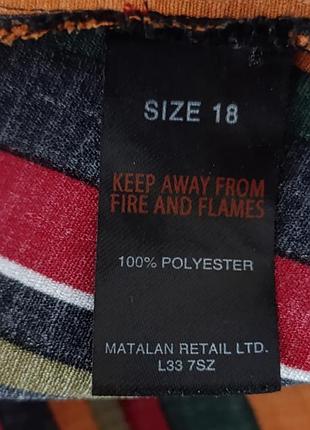 SIZE 18
KEEP AWAY FROM
FIRE AND FLAMES
100% POLYESTER
MATALAN RETAIL LTD.
L33 7SZ